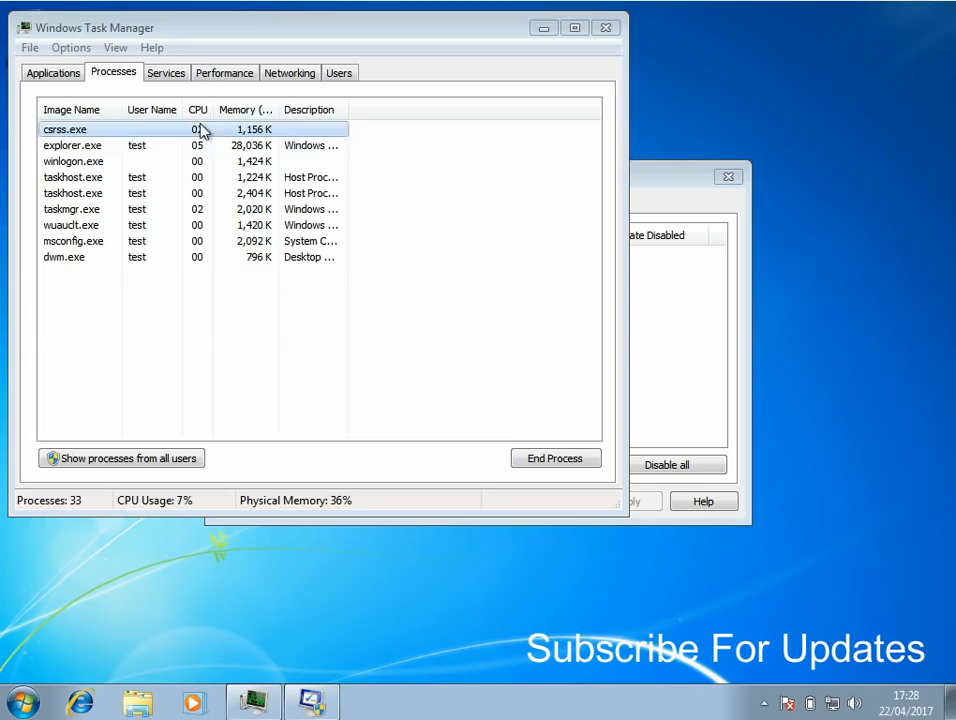 Windows Task Manager
File Options View Help
Applications Processes Services Performance Networking Users
Image Name User Name CPU Memory (... Description
csrss.exe 1,156 K
explorer.exe test 05 28,036 K Windows ...
winlogon.exe 00 1,424 K
taskhost.exe test 00 1,224 K Host Proc...
taskhost.exe test 00 2,404 K Host Proc...
taskmgr.exe test 02 2,020 K Windows ...
wuauclt.exe test 00 1,420 K Windows ...
msconfig.exe test 00 2,092 K System C...
dwm.exe test 00 796 K Desktop ...
ate Disabled
Show processes from all users End Process
Disable all
Processes: 33 CPU Usage: 7% Physical Memory: 36%
ply Help
Subscribe For Updates
17:28
22/04/2017